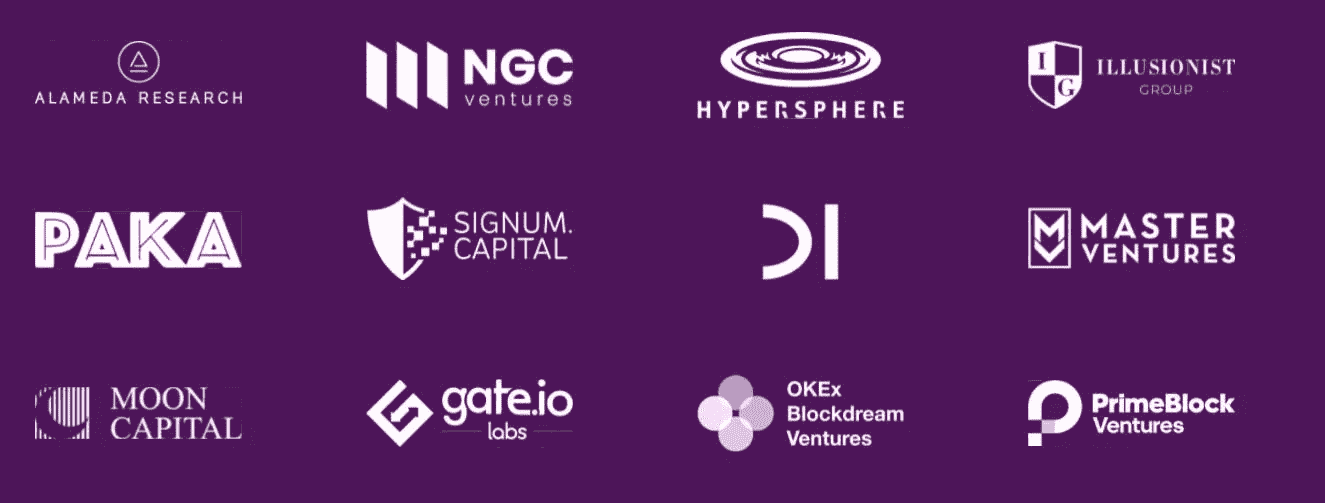 ALAMEDA RESEARCH
NGC
ventures
HYPERSPHERE
I
G
ILLUSIONIST
GROUP
PAKA
SIGNUM.
CAPITAL
MASTER
VENTURES
MOON
CAPITAL
gate.io
labs
OKEx
Blockdream
Ventures
PrimeBlock
Ventures